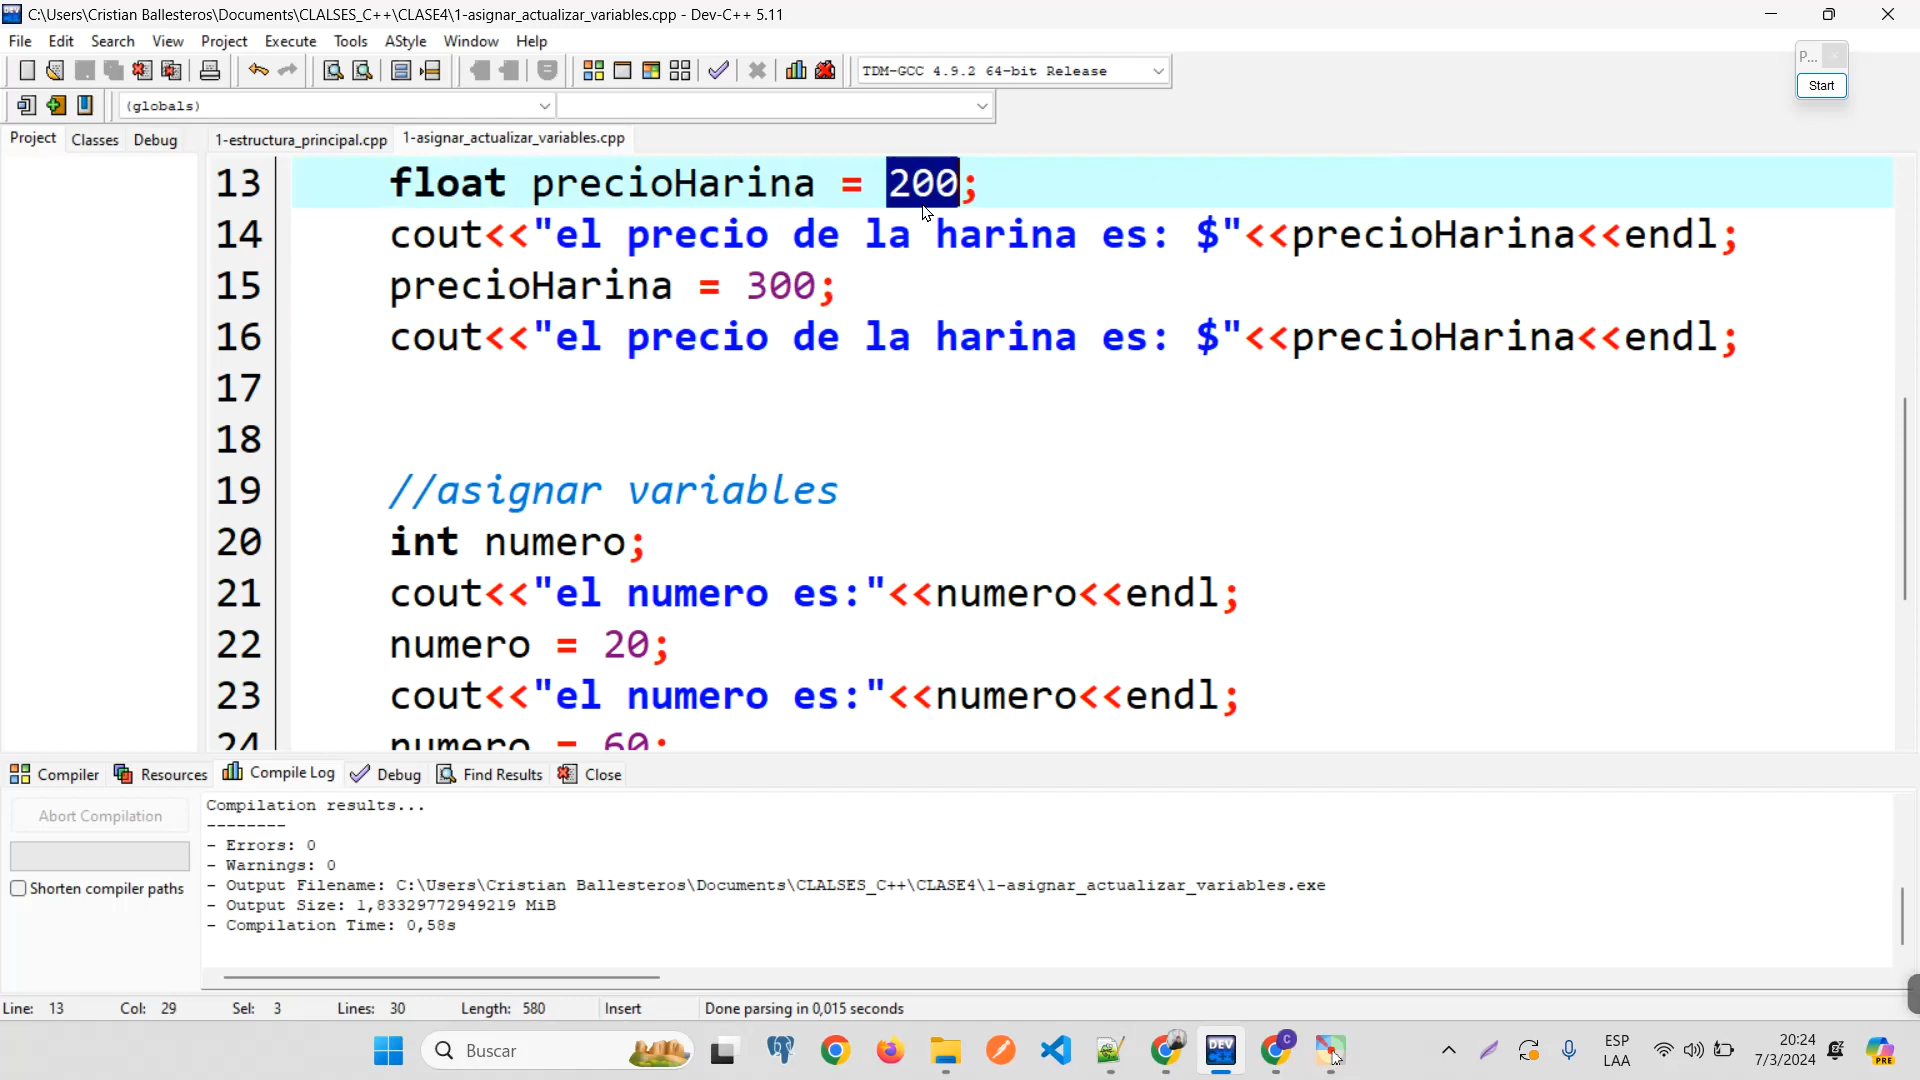 C:\Users\Cristian Ballesteros\Documents\CLALSES_C++\CLASE4\1-asignar_actualizar_variables.cpp - Dev-C++ 5.11
File Edit Search View Project Execute Tools AStyle Window Help
TDM-GCC 4.9.2 64-bit Release
P...
Start
(globals)
Project Classes Debug 1-estructura_principal.cpp 1-asignar_actualizar_variables.cpp
13 float precioHarina = 200;
14 cout<<"el precio de la harina es: $"<<precioHarina<<endl;
15 precioHarina = 300;
16 cout<<"el precio de la harina es: $"<<precioHarina<<endl;
17
18
19 //asignar variables
20 int numero;
21 cout<<"el numero es:"<<numero<<endl;
22 numero = 20;
23 cout<<"el numero es:"<<numero<<endl;
24 numero = 60;
Compiler Resources Compile Log Debug Find Results Close
Abort Compilation
Shorten compiler paths
Compilation results...
--------
- Errors: 0
- Warnings: 0
- Output Filename: C:\Users\Cristian Ballesteros\Documents\CLALSES_C++\CLASE4\1-asignar_actualizar_variables.exe
- Output Size: 1,83329772949219 MiB
- Compilation Time: 0,58s
Line: 13 Col: 29 Sel: 3 Lines: 30 Length: 580 Insert Done parsing in 0,015 seconds
Buscar
DEV
C
ESP
LAA
20:24
7/3/2024
PRE